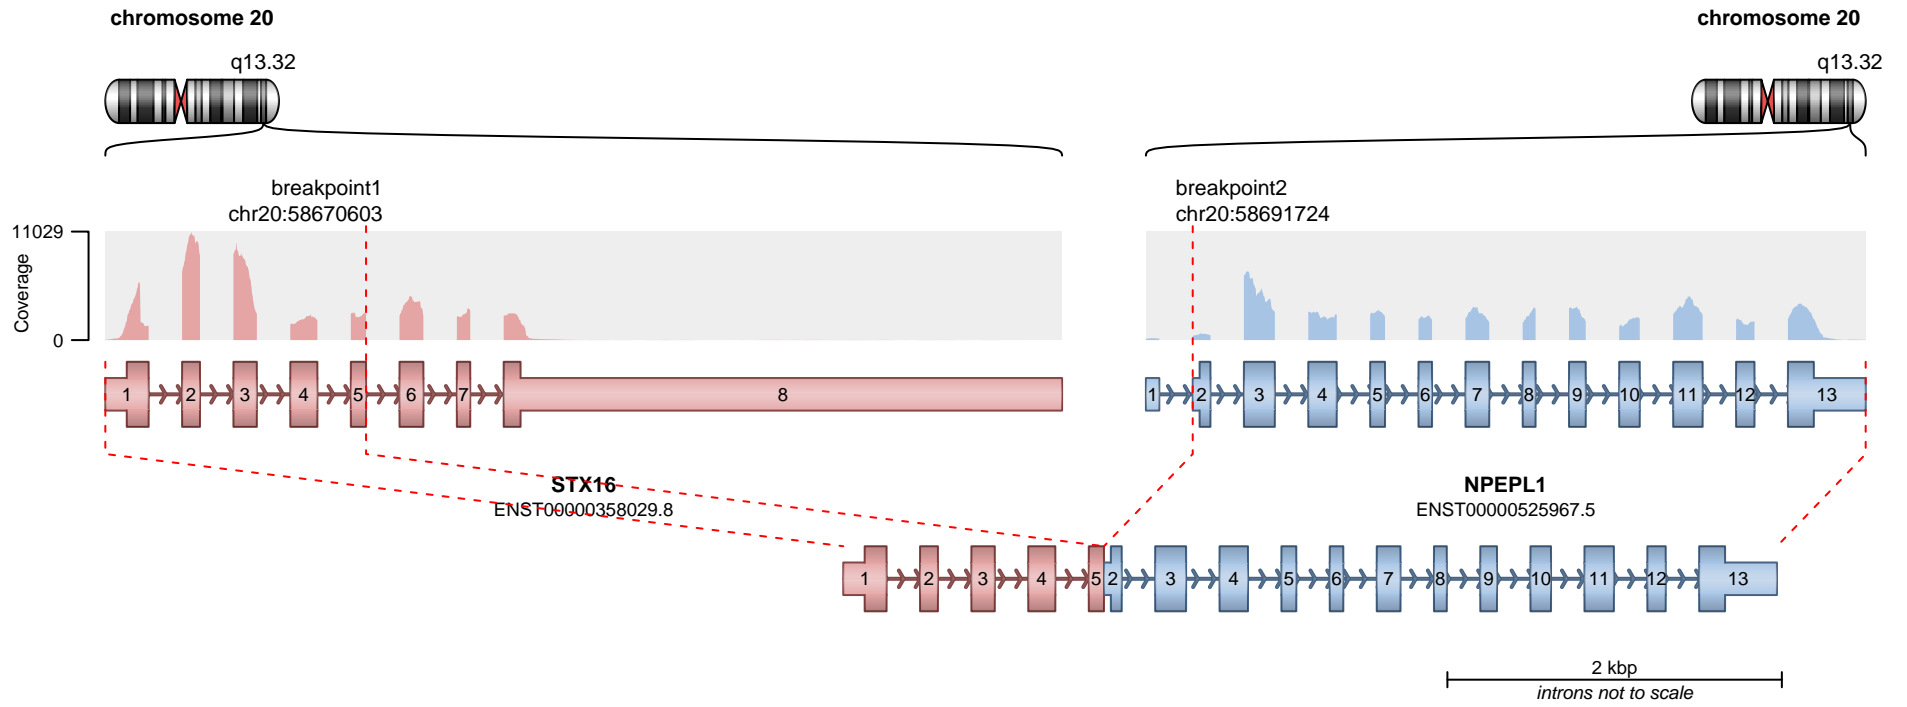 chromosome 20
chromosome 20
q13.32
q13.32
breakpoint1
chr20:58670603
breakpoint2
chr20:58691724
11029
Coverage
0
1 2 3 4 5 6 7 8
1 2 3 4 5 6 7 8 9 10 11 12 13
STX16
ENST00000358029.8
NPEPL1
ENST00000525967.5
1 2 3 4 5 2 3 4 5 6 7 8 9 10 11 12 13
2 kbp
introns not to scale